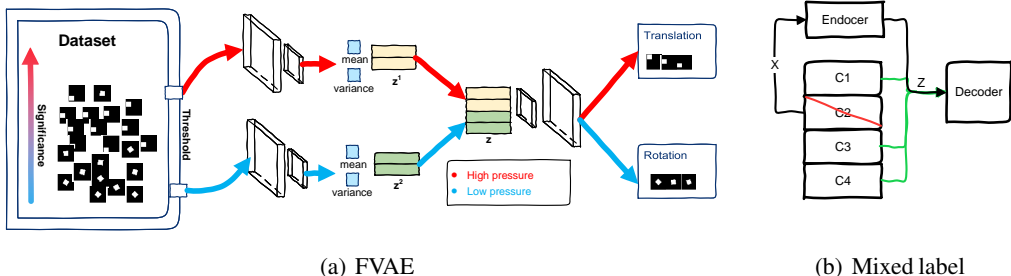 Dataset
Significance
Threshold
mean
variance
z¹
mean
variance
z²
z
High pressure
Low pressure
Translation
Rotation
(a) FVAE
Endocer
X
C1
C2
C3
C4
Z
Decoder
(b) Mixed label